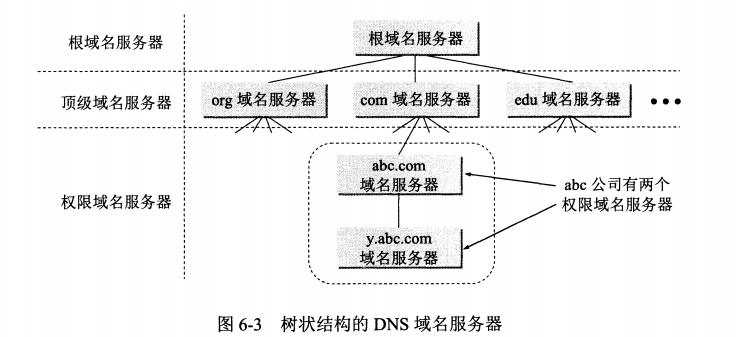 根域名服务器
根域名服务器
顶级域名服务器
org 域名服务器
com 域名服务器
edu 域名服务器
•••
权限域名服务器
abc.com
域名服务器
y.abc.com
域名服务器
abc 公司有两个
权限域名服务器
图 6-3 树状结构的 DNS 域名服务器